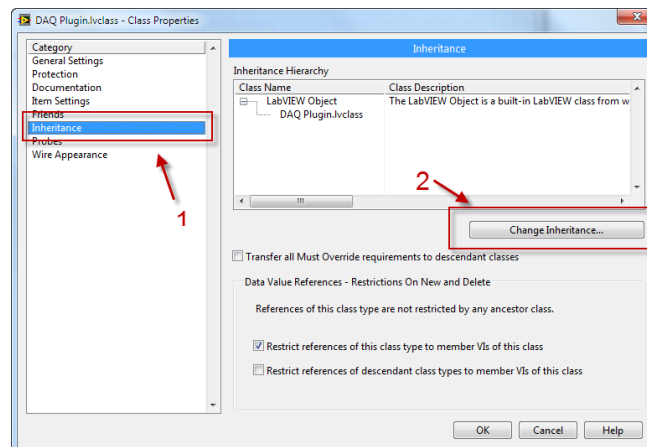 DAQ Plugin.lvclass - Class Properties
Category
General Settings
Protection
Documentation
Item Settings
Friends
Inheritance
Probes
Wire Appearance
1
Inheritance
Inheritance Hierarchy
Class Name Class Description
LabVIEW Object The LabVIEW Object is a built-in LabVIEW class from w
DAQ Plugin.lvclass
2
Change Inheritance...
Transfer all Must Override requirements to descendant classes
Data Value References - Restrictions On New and Delete
References of this class type are not restricted by any ancestor class.
Restrict references of this class type to member VIs of this class
Restrict references of descendant class types to member VIs of this class
OK Cancel Help